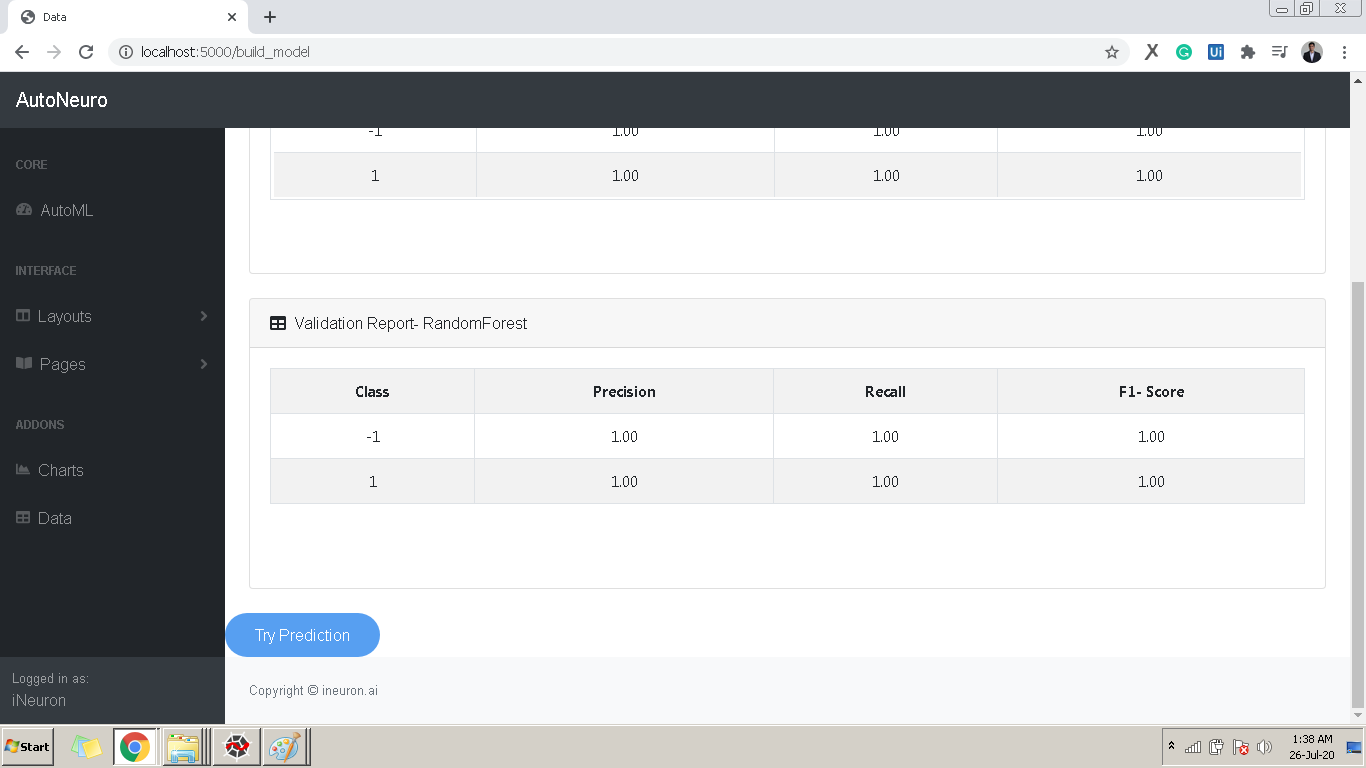 Data
localhost:5000/build_model
Ui
AutoNeuro
CORE
AutoML
INTERFACE
Layouts
Pages
ADDONS
Charts
Data
Logged in as:
iNeuron
-1 1.00 1.00 1.00
1 1.00 1.00 1.00
Validation Report- RandomForest
Class Precision Recall F1- Score
-1 1.00 1.00 1.00
1 1.00 1.00 1.00
Try Prediction
Copyright © ineuron.ai
Start
1:38 AM
26-Jul-20